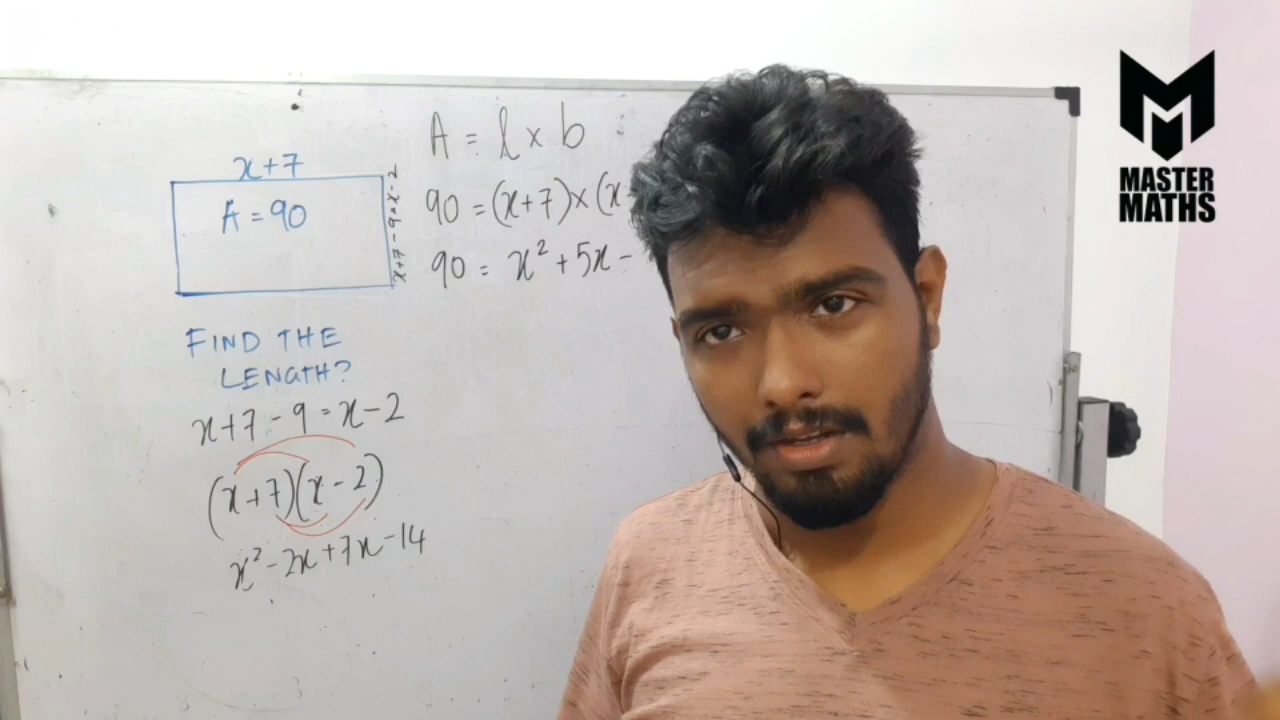 x+7
A = 90
x+7-9=x-2
FIND THE
LENGTH?
x+7-9=x-2
(x+7)(x-2)
x²-2x+7x-14
A = l × b
90 = (x+7)×(x-
90 = x²+5x-
MASTER
MATHS